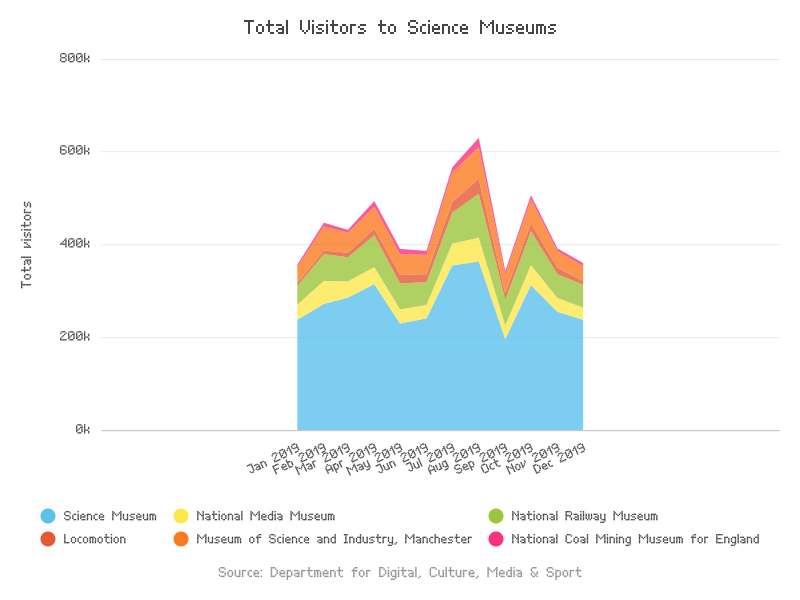 Total Visitors to Science Museums
800k
600k
400k
200k
0k
Total visitors
Jan 2019
Feb 2019
Mar 2019
Apr 2019
May 2019
Jun 2019
Jul 2019
Aug 2019
Sep 2019
Oct 2019
Nov 2019
Dec 2019
Science Museum
National Media Museum
National Railway Museum
Locomotion
Museum of Science and Industry, Manchester
National Coal Mining Museum for England
Source: Department for Digital, Culture, Media & Sport